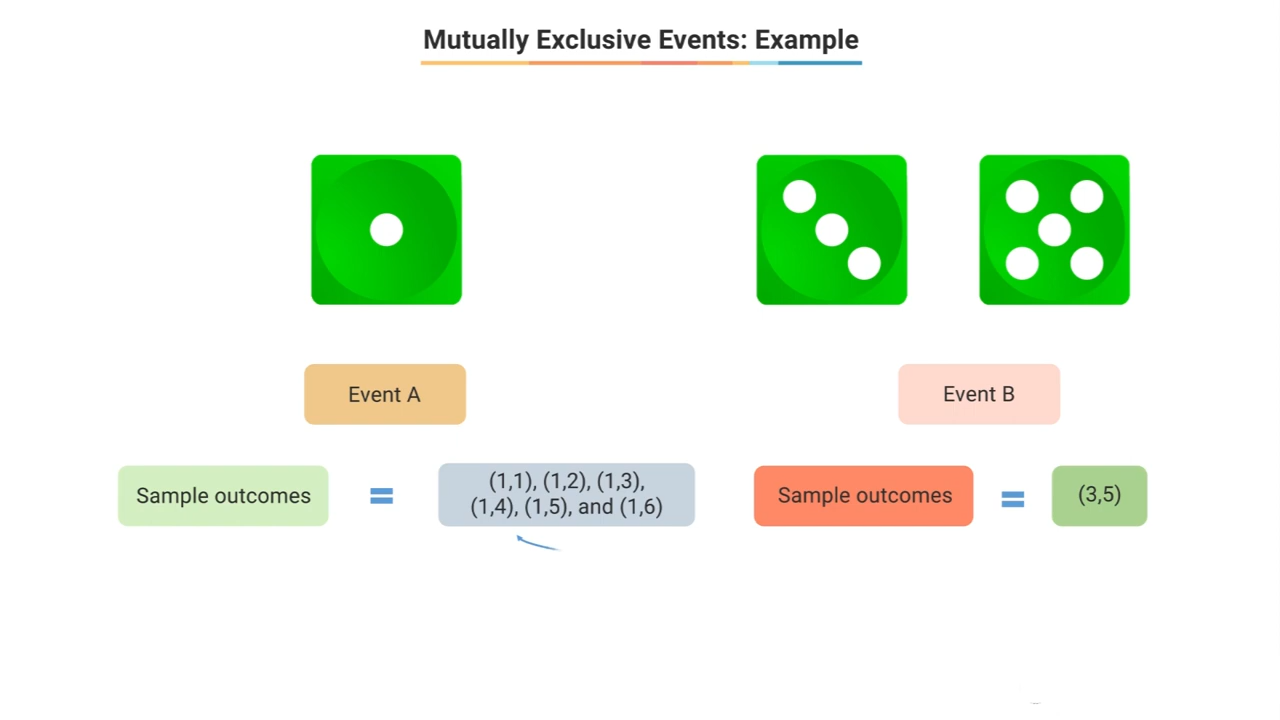 Mutually Exclusive Events: Example
Event A
Event B
Sample outcomes
=
(1,1), (1,2), (1,3),
(1,4), (1,5), and (1,6)
Sample outcomes
=
(3,5)